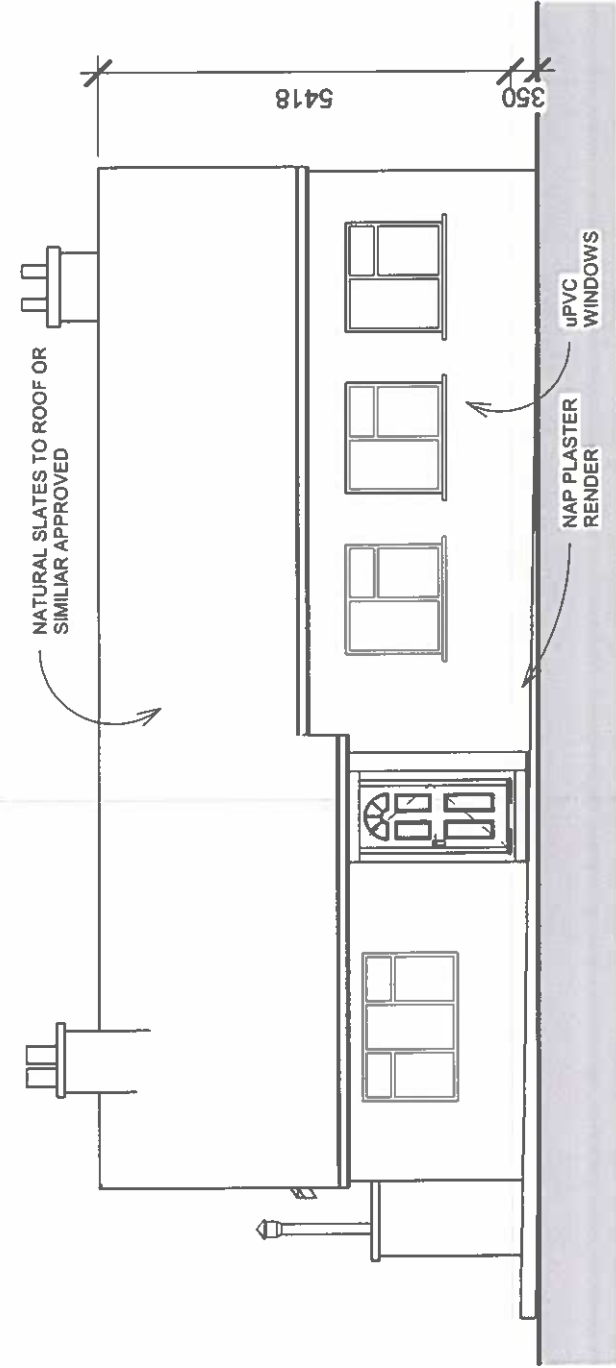 NATURAL SLATES TO ROOF OR
SIMILIAR APPROVED
5418
350
NAP PLASTER
RENDER
uPVC
WINDOWS